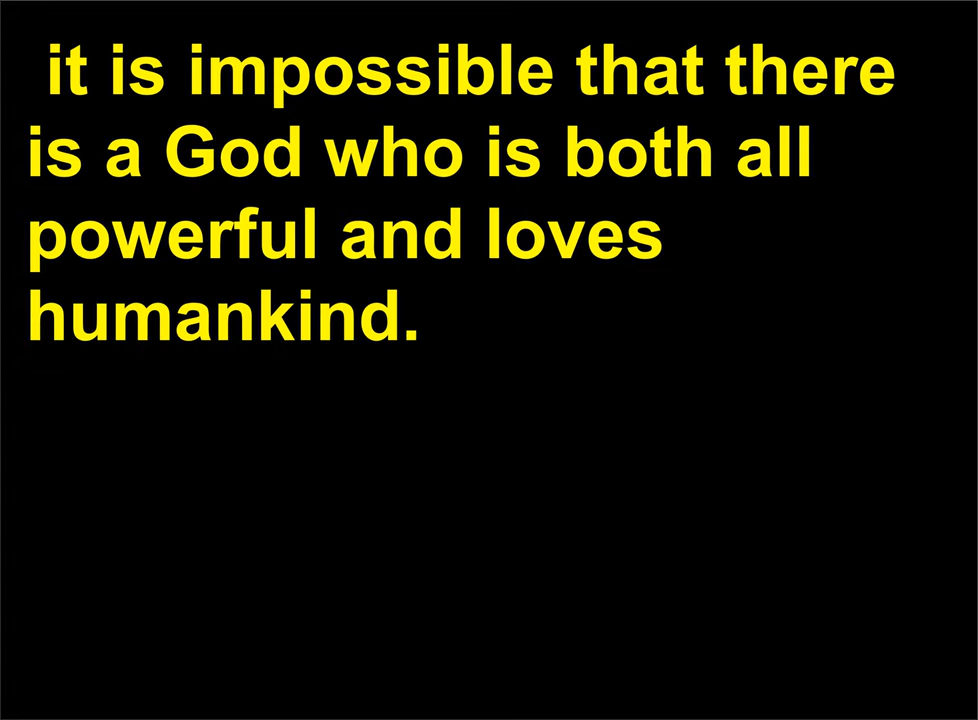 it is impossible that there
is a God who is both all
powerful and loves
humankind.